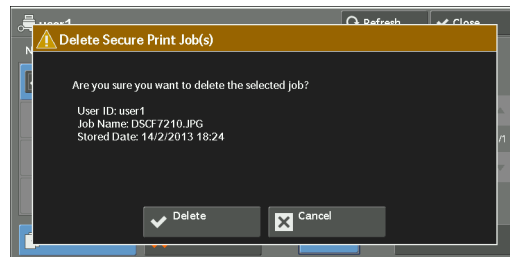 user1
Refresh
Close
Delete Secure Print Job(s)
Are you sure you want to delete the selected job?
User ID: user1
Job Name: DSCF7210.JPG
Stored Date: 14/2/2013 18:24
Delete
Cancel